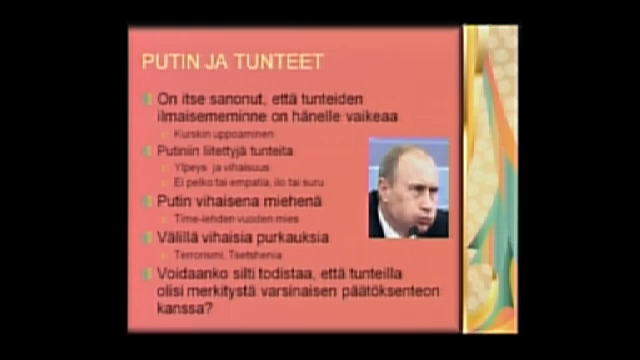 PUTIN JA TUNTEET
On itse sanonut, että tunteiden
ilmaisememinne on hänelle vaikeaa
Kurskin uppoaminen
Putiniin liitettyjä tunteita
Ylpeys ja vihaisuus
Ei pelko tai empatia, ilo tai suru
Putin vihaisena miehenä
Time-lehden vuoden mies
Välillä vihaisia purkauksia
Terrorismi, Tsetshenia
Voidaanko silti todistaa, että tunteilla
olisi merkitystä varsinaisen päätöksenteon
kanssa?